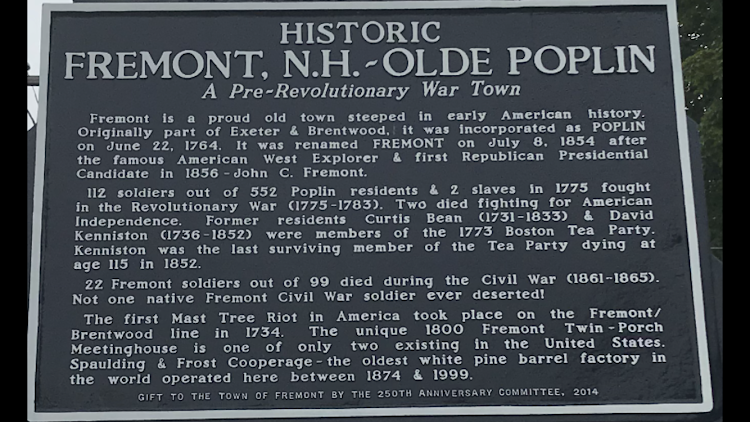 HISTORIC
FREMONT, N.H. - OLDE POPLIN
A Pre-Revolutionary War Town
Fremont is a proud old town steeped in early American history.
Originally part of Exeter & Brentwood, it was incorporated as POPLIN
on June 22, 1764. It was renamed FREMONT on July 8, 1854 after
the famous American West Explorer & first Republican Presidential
Candidate in 1856 - John C. Fremont.
112 soldiers out of 552 Poplin residents & 2 slaves in 1775 fought
in the Revolutionary War (1775-1783). Two died fighting for American
Independence. Former residents Curtis Bean (1731-1833) & David
Kenniston (1736-1852) were members of the 1773 Boston Tea Party.
Kenniston was the last surviving member of the Tea Party dying at
age 115 in 1852.
22 Fremont soldiers out of 99 died during the Civil War (1861-1865).
Not one native Fremont Civil War soldier ever deserted!
The first Mast Tree Riot in America took place on the Fremont/
Brentwood line in 1734. The unique 1800 Fremont Twin-Porch
Meetinghouse is one of only two existing in the United States.
Spaulding & Frost Cooperage - the oldest white pine barrel factory in
the world operated here between 1874 & 1999.
GIFT TO THE TOWN OF FREMONT BY THE 250TH ANNIVERSARY COMMITTEE, 2014